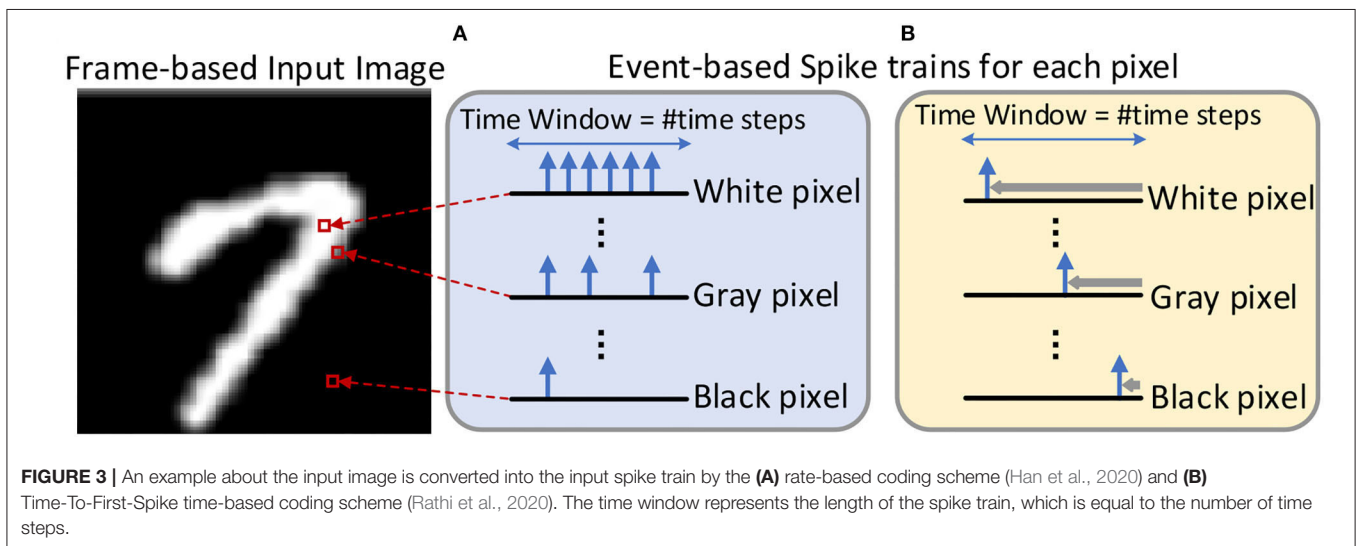 A
B
Frame-based Input Image
Event-based Spike trains for each pixel
Time Window = #time steps
White pixel
Gray pixel
Black pixel
Time Window = #time steps
White pixel
Gray pixel
Black pixel
FIGURE 3 | An example about the input image is converted into the input spike train by the (A) rate-based coding scheme (Han et al., 2020) and (B)
Time-To-First-Spike time-based coding scheme (Rathi et al., 2020). The time window represents the length of the spike train, which is equal to the number of time
steps.